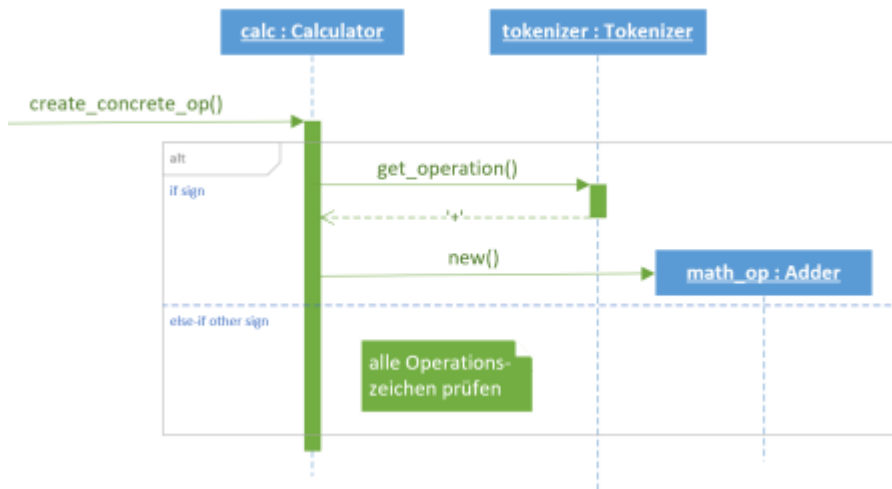 calc : Calculator
tokenizer : Tokenizer
create_concrete_op()
alt
get_operation()
if sign
'+'
new()
math_op : Adder
else-if other sign
alle Operations-
zeichen prüfen